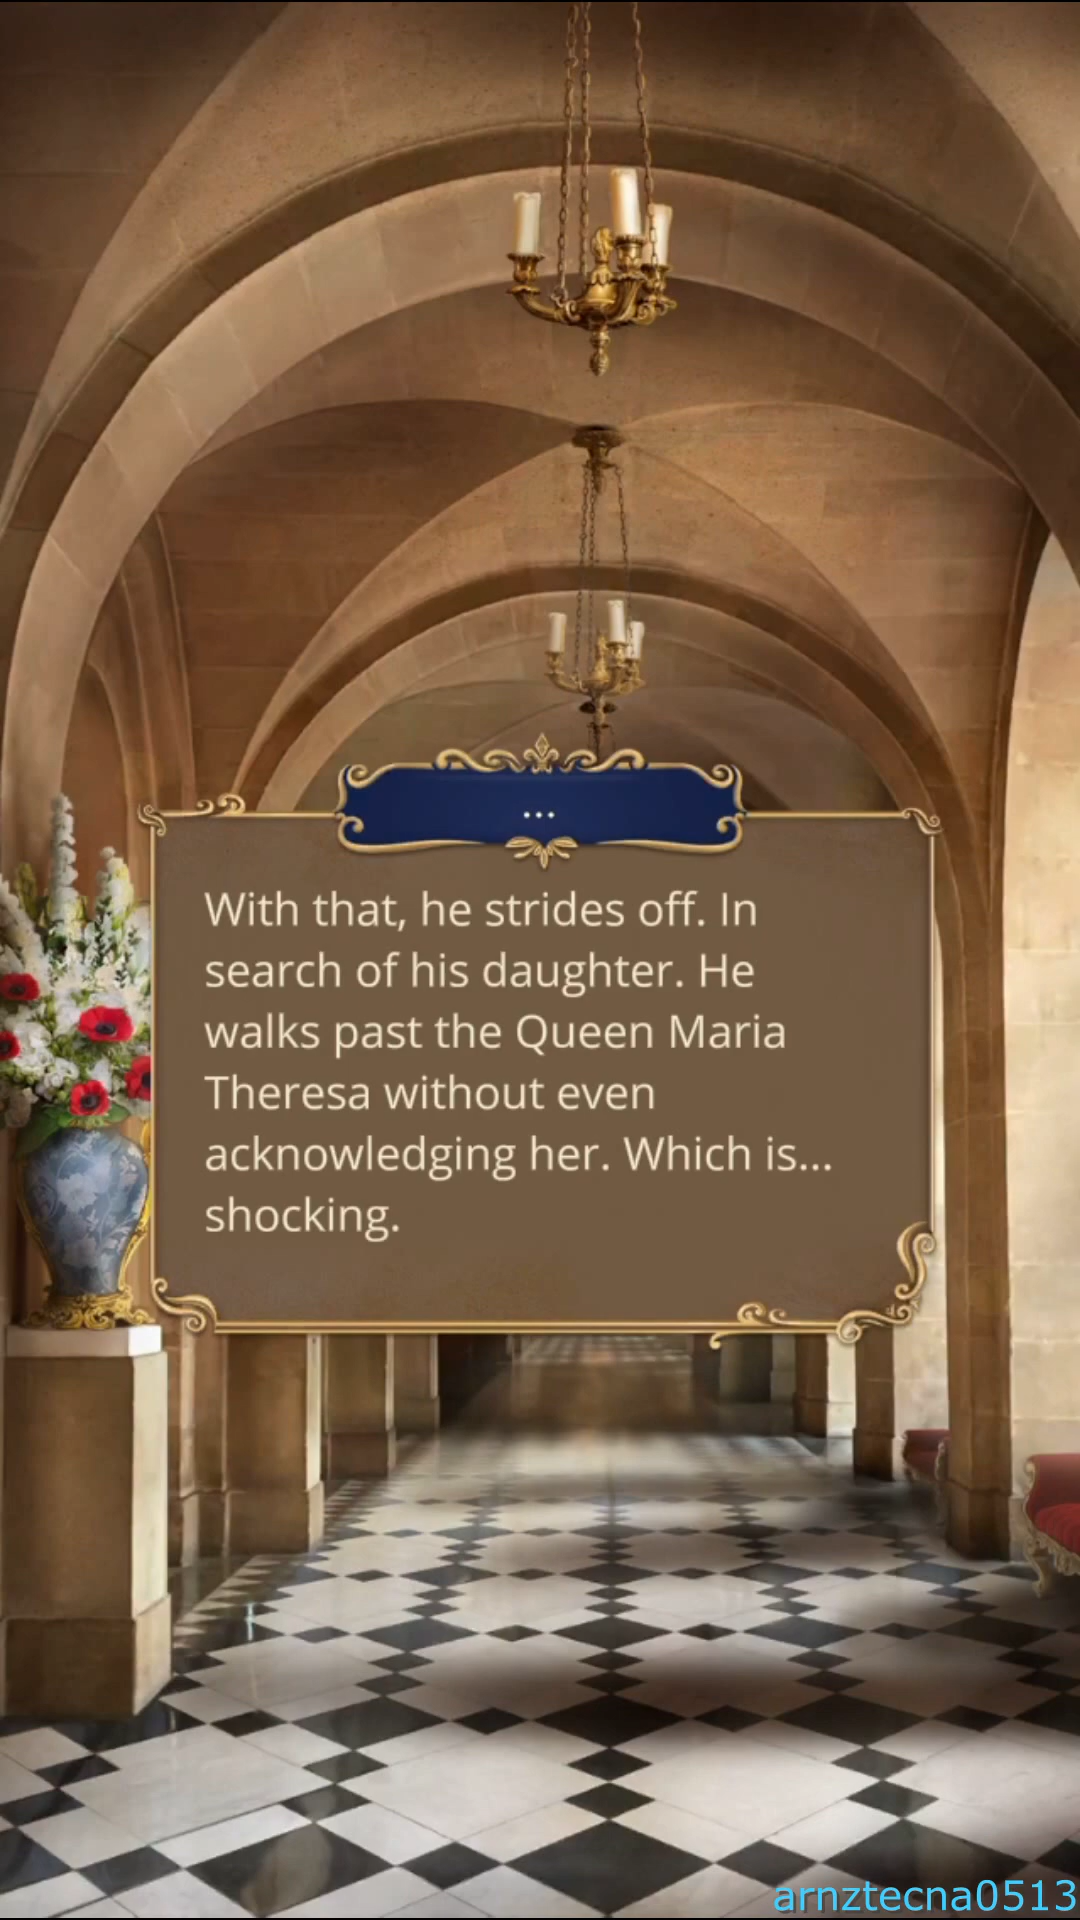 ...
With that, he strides off. In
search of his daughter. He
walks past the Queen Maria
Theresa without even
acknowledging her. Which is...
shocking.
arnztecna0513